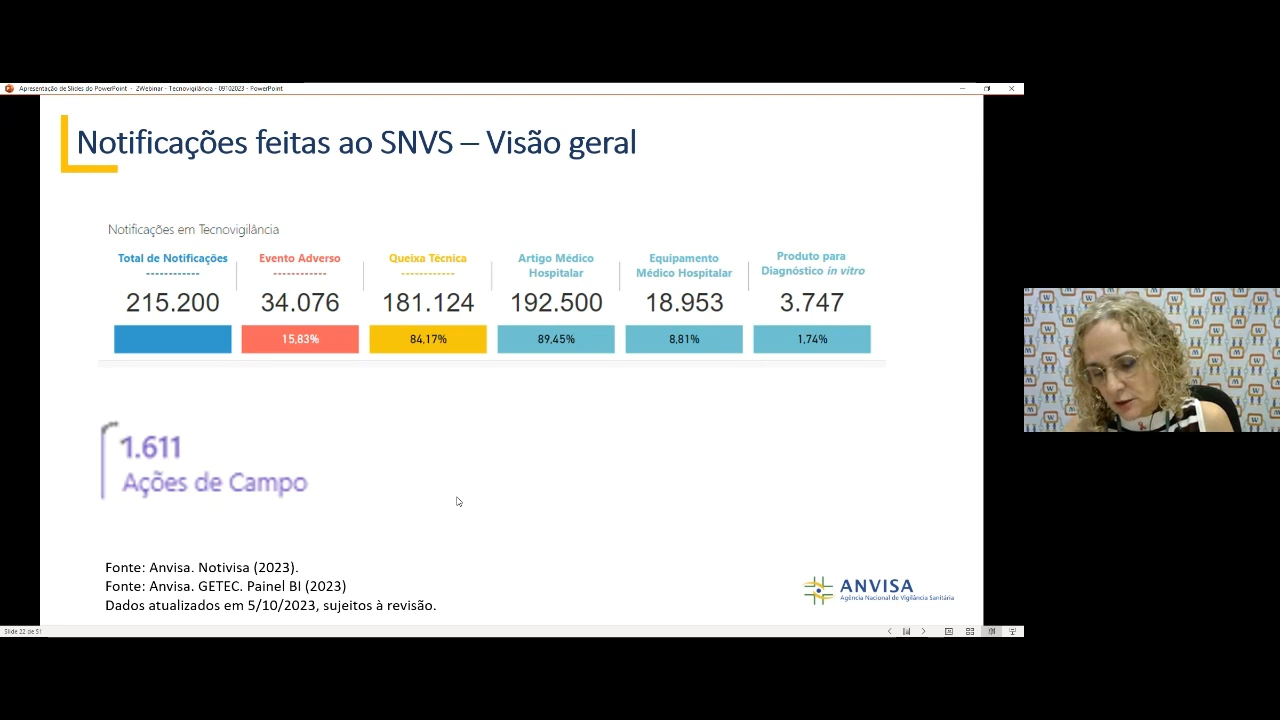 Apresentação de Slides do PowerPoint - 2Webinar - Tecnovigilância - 09102023 - PowerPoint
Notificações feitas ao SNVS – Visão geral
Notificações em Tecnovigilância
Total de Notificações
------------
215.200
Evento Adverso
------------
34.076
15,83%
Queixa Técnica
------------
181.124
84,17%
Artigo Médico
Hospitalar
192.500
89,45%
Equipamento
Médico Hospitalar
18.953
8,81%
Produto para
Diagnóstico in vitro
3.747
1,74%
1.611
Ações de Campo
Fonte: Anvisa. Notivisa (2023).
Fonte: Anvisa. GETEC. Painel BI (2023)
Dados atualizados em 5/10/2023, sujeitos à revisão.
ANVISA
Agência Nacional de Vigilância Sanitária
Slide 22 de 51